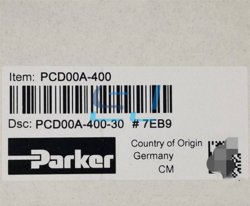 Item: PCD00A-400
Dsc: PCD00A-400-30 # 7EB9
Parker
Country of Origin
Germany
CM